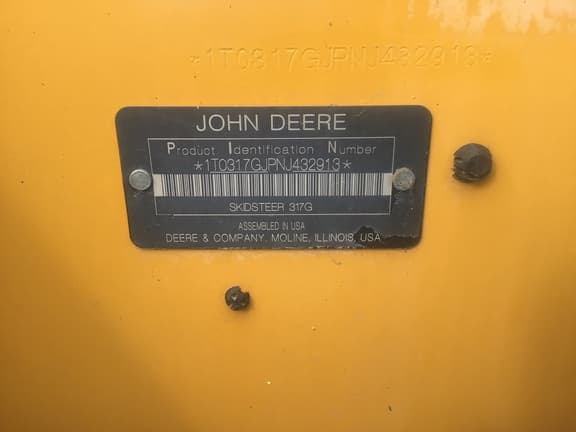 *1T0317GJPNJ432913*
JOHN DEERE
Product Identification Number
*1T0317GJPNJ432913*
SKIDSTEER 317G
ASSEMBLED IN USA
DEERE & COMPANY, MOLINE, ILLINOIS, USA